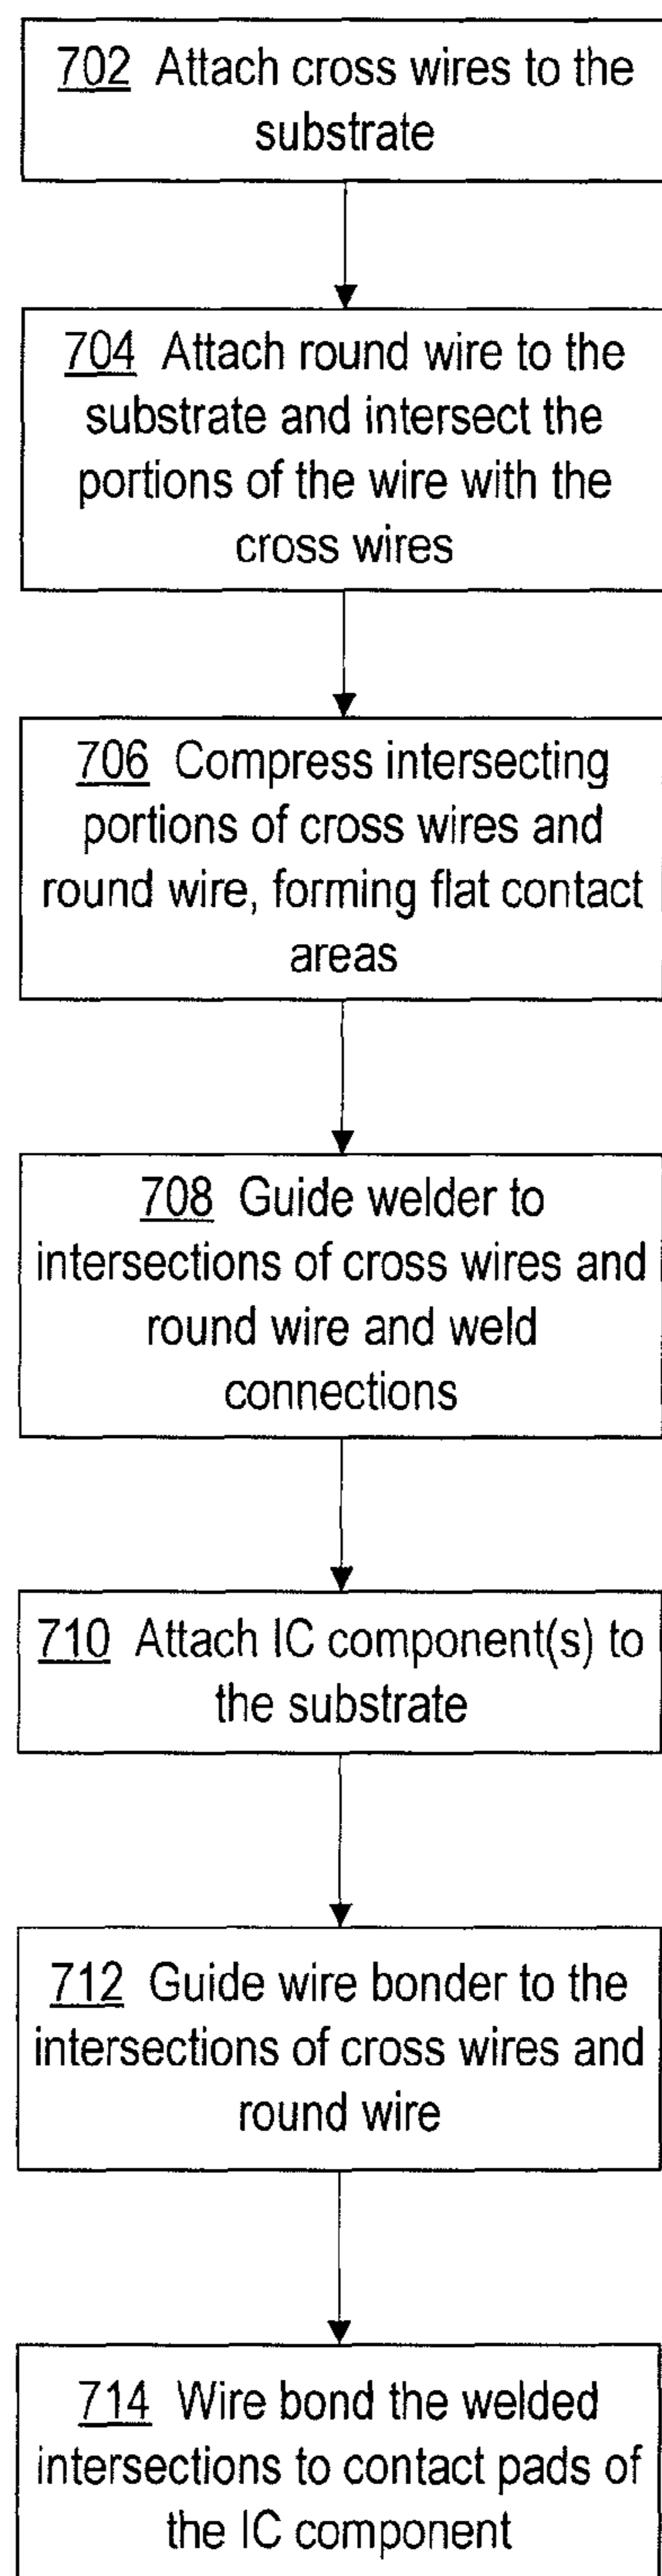 702 Attach cross wires to the
substrate
704 Attach round wire to the
substrate and intersect the
portions of the wire with the
cross wires
706 Compress intersecting
portions of cross wires and
round wire, forming flat contact
areas
708 Guide welder to
intersections of cross wires and
round wire and weld
connections
710 Attach IC component(s) to
the substrate
712 Guide wire bonder to the
intersections of cross wires and
round wire
714 Wire bond the welded
intersections to contact pads of
the IC component